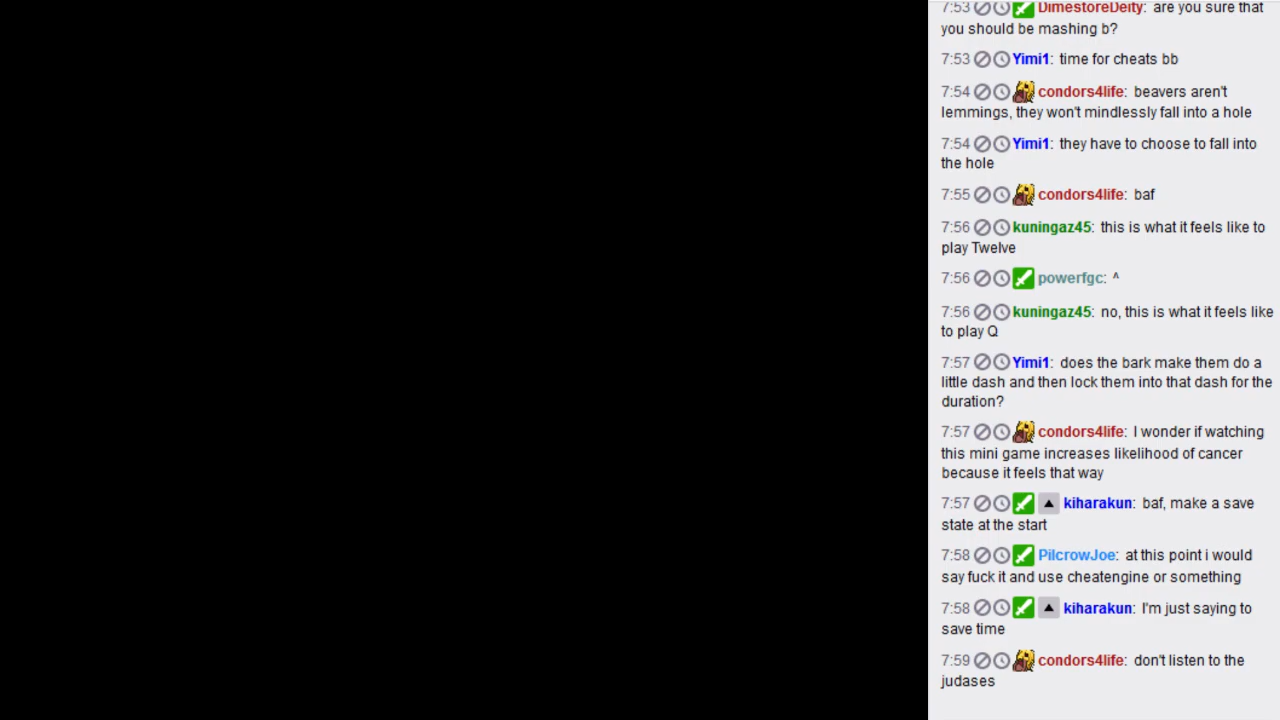 7:53 DimestoreDeity: are you sure that
you should be mashing b?
7:53 Yimi1: time for cheats bb
7:54 condors4life: beavers aren't
lemmings, they won't mindlessly fall into a hole
7:54 Yimi1: they have to choose to fall into
the hole
7:55 condors4life: baf
7:56 kuningaz45: this is what it feels like to
play Twelve
7:56 powerfgc: ^
7:56 kuningaz45: no, this is what it feels like
to play Q
7:57 Yimi1: does the bark make them do a
little dash and then lock them into that dash for the
duration?
7:57 condors4life: I wonder if watching
this mini game increases likelihood of cancer
because it feels that way
7:57 kiharakun: baf, make a save
state at the start
7:58 PilcrowJoe: at this point i would
say fuck it and use cheatengine or something
7:58 kiharakun: I'm just saying to
save time
7:59 condors4life: don't listen to the
judases